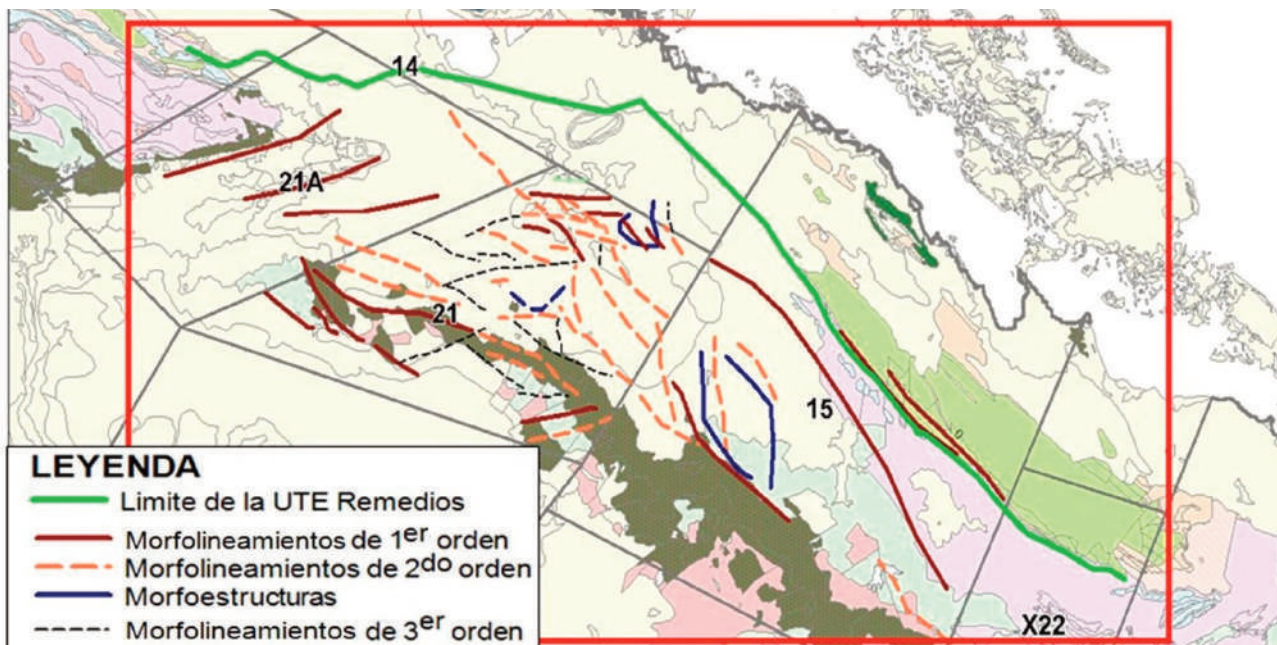 14
21A
21
15
X22
LEYENDA
Limite de la UTE Remedios
Morfolineamientos de 1er orden
Morfolineamientos de 2do orden
Morfoestructuras
Morfolineamientos de 3er orden